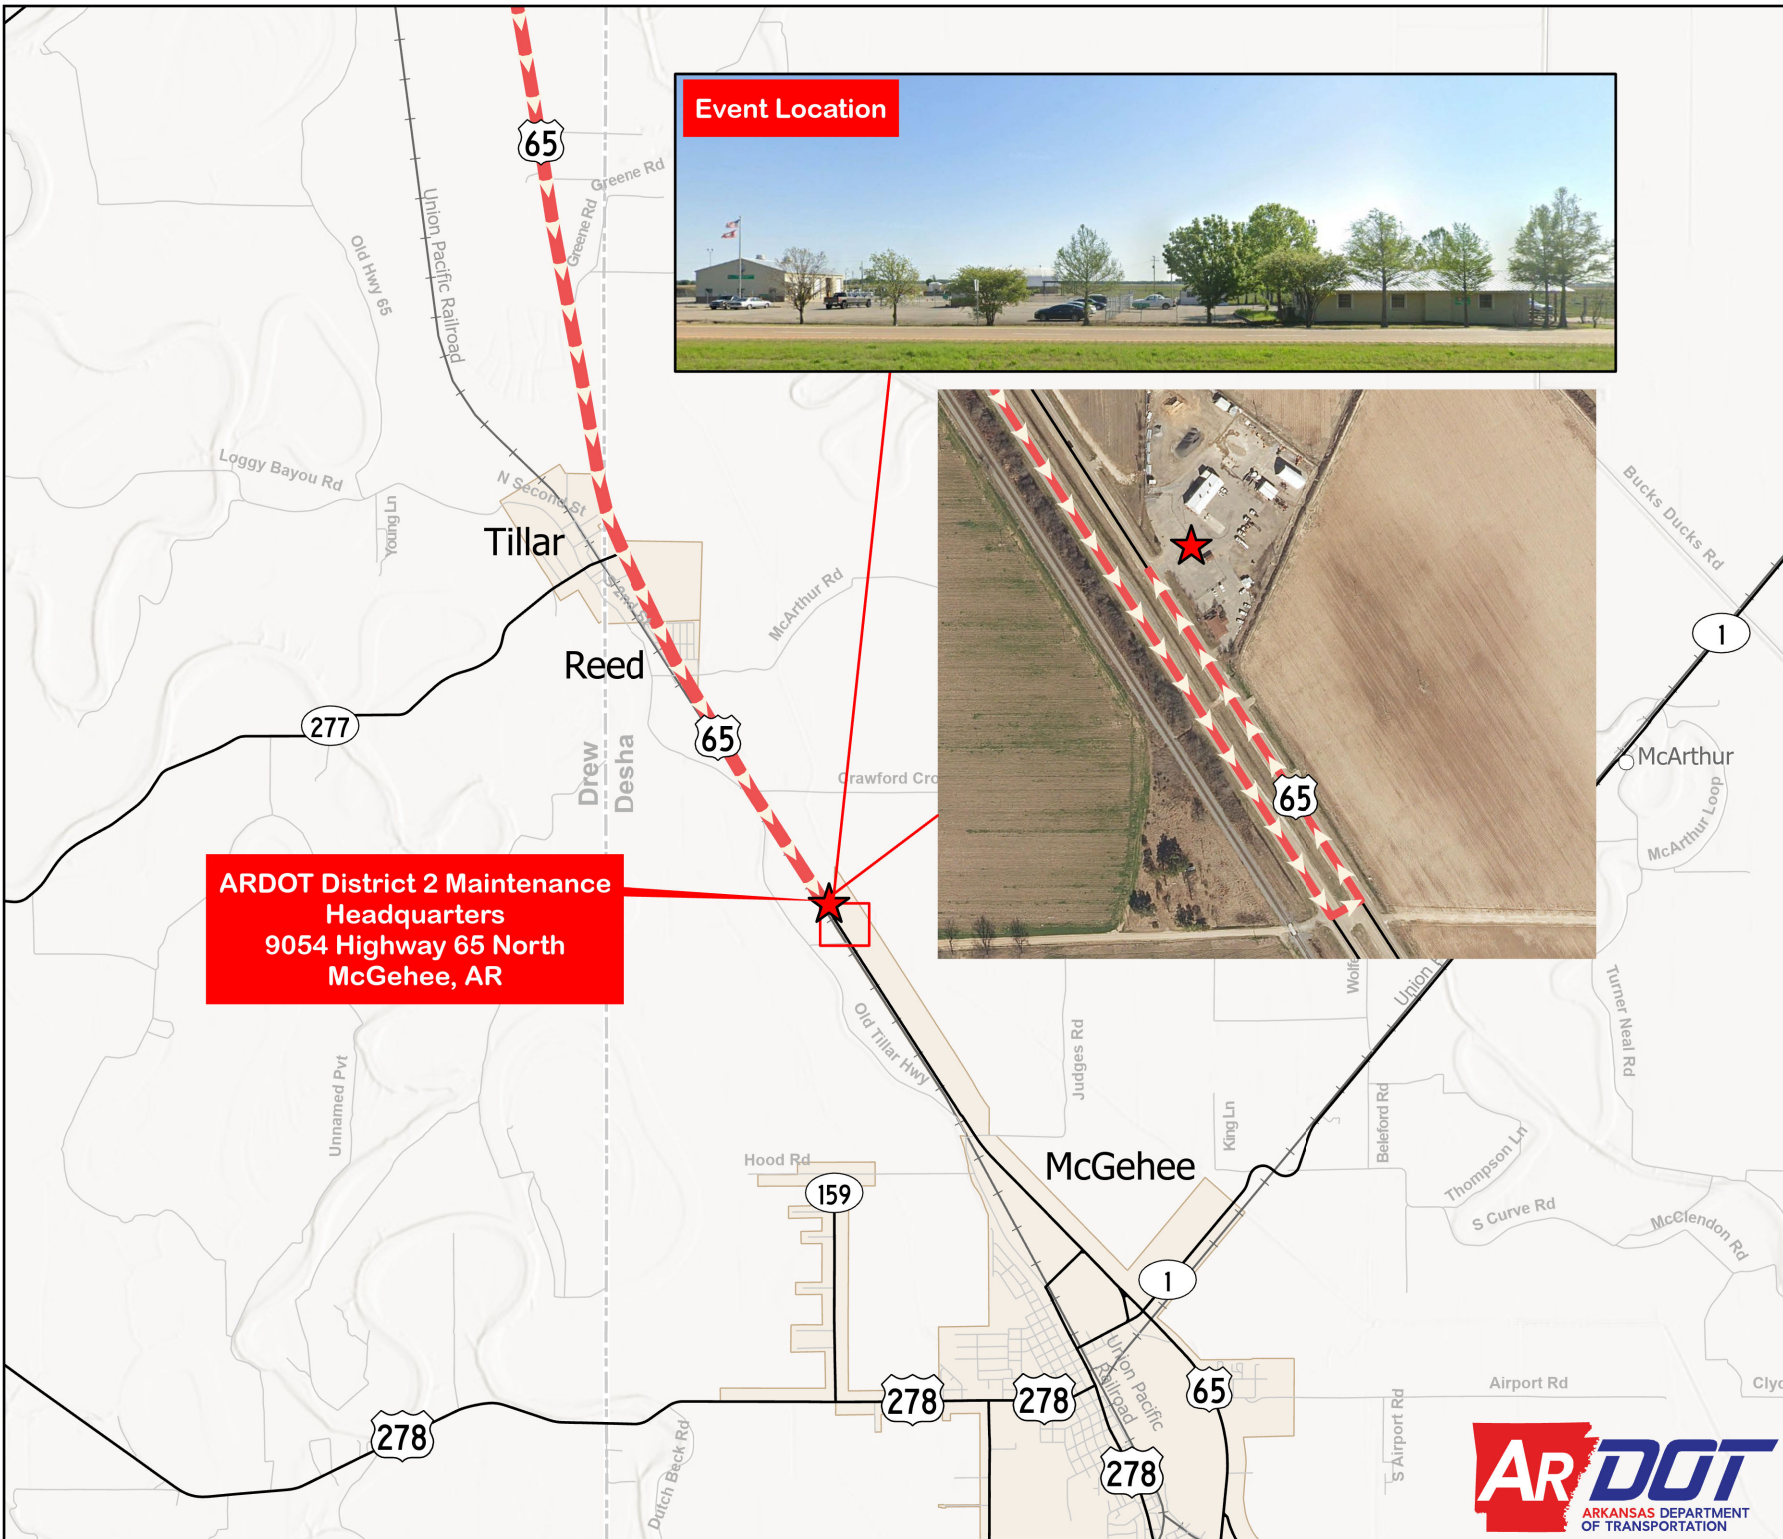 Event Location
65
Greene Rd
Greene Rd
Union Pacific Railroad
Old Hwy 65
Loggy Bayou Rd
Young Ln
N Second St
Tillar
S 2nd St
McArthur Rd
Reed
Bucks Ducks Rd
1
277
65
Drew
Desha
Crawford Cro
65
McArthur
McArthur Loop
ARDOT District 2 Maintenance
Headquarters
9054 Highway 65 North
McGehee, AR
Old Tillar Hwy
Judges Rd
Wolfe
Union
Turner Neal Rd
Unnamed Pvt
King Ln
Beleford Rd
Thompson Ln
Hood Rd
McGehee
159
S Curve Rd
McClendon Rd
1
Union Pacific
Railroad
278
278
278
65
278
Airport Rd
Clyd
S Airport Rd
Dutch Beck Rd
ARDOT
ARKANSAS DEPARTMENT
OF TRANSPORTATION